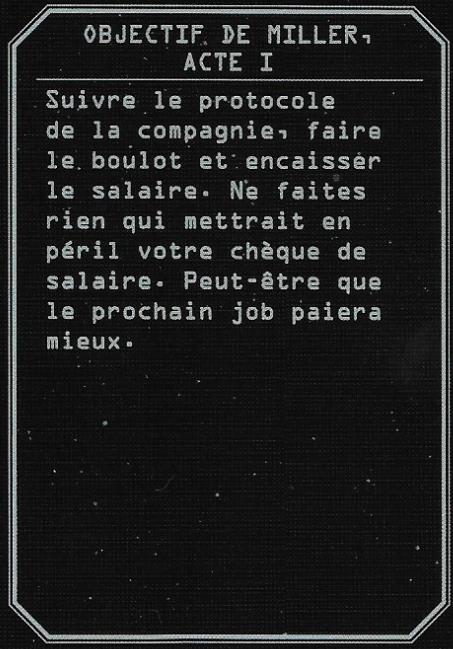 OBJECTIF DE MILLER,
ACTE I
Suivre le protocole
de la compagnie, faire
le boulot et encaisser
le salaire. Ne faites
rien qui mettrait en
péril votre chèque de
salaire. Peut-être que
le prochain job paiera
mieux.